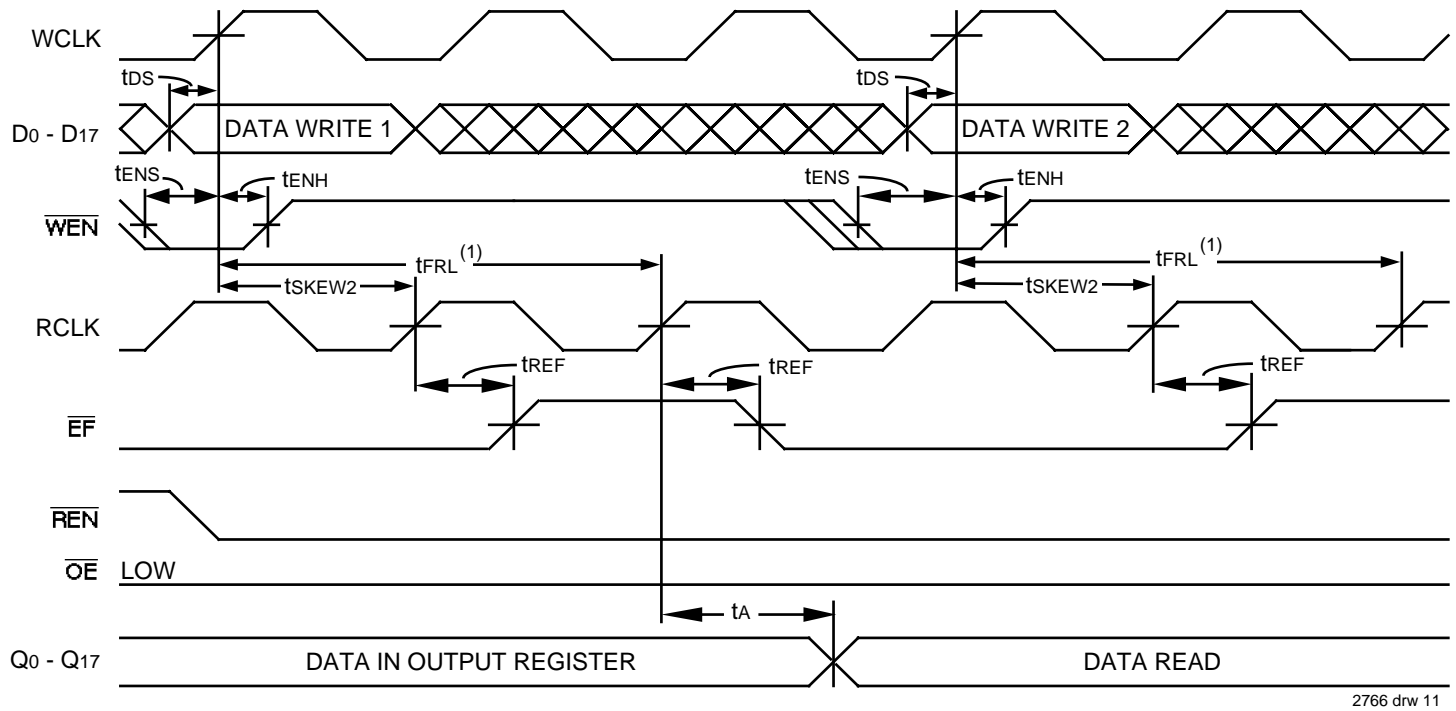 WCLK
tDS tDS
D0 - D17 DATA WRITE 1 DATA WRITE 2
tENS tENH tENS tENH
WEN
tFRL(1) tFRL(1)
tSKEW2 tSKEW2
RCLK
tREF tREF tREF
EF
REN
OE LOW
tA
Q0 - Q17 DATA IN OUTPUT REGISTER DATA READ
2766 drw 11